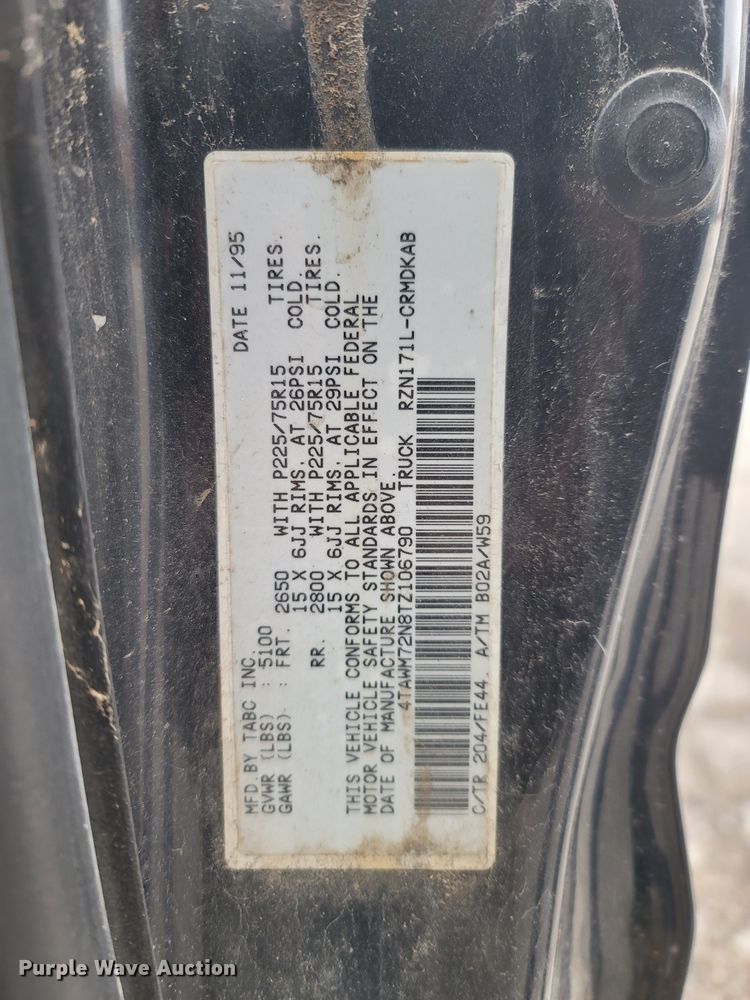 MFD.BY TABC INC. DATE 11/95
GVWR (LBS) : 5100
GAWR (LBS) : FRT. 2650 WITH P225/75R15 TIRES.
15 X 6JJ RIMS. AT 26PSI COLD.
RR. 2800 WITH P225/75R15 TIRES.
15 X 6JJ RIMS. AT 29PSI COLD.
THIS VEHICLE CONFORMS TO ALL APPLICABLE FEDERAL
MOTOR VEHICLE SAFETY STANDARDS IN EFFECT ON THE
DATE OF MANUFACTURE SHOWN ABOVE.
4TAWM72N8TZ106790 TRUCK RZN171L-CRMDKAB
C/TR 204/FE44. A/TM B02A/W59
Purple Wave Auction